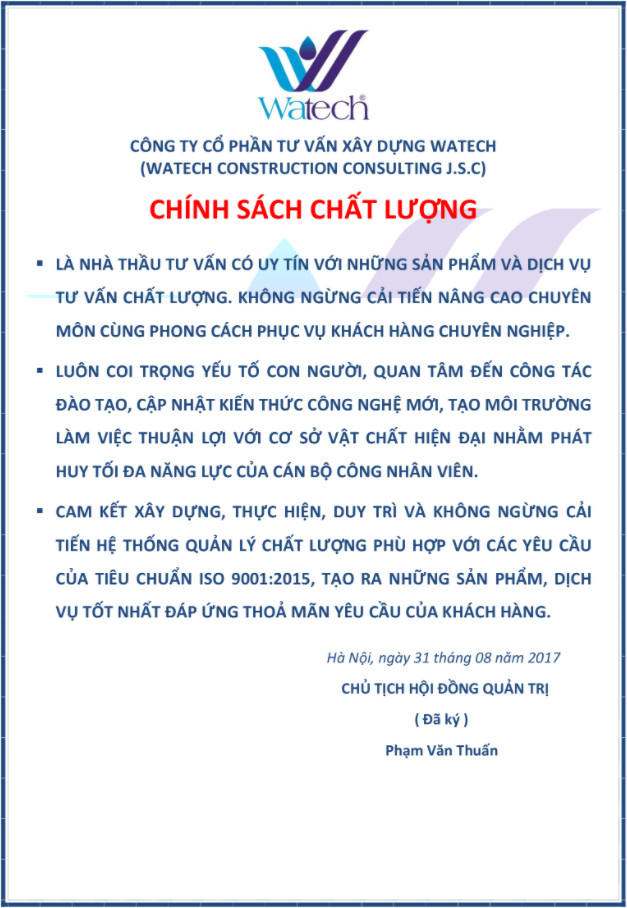 Watech®
CÔNG TY CỔ PHẦN TƯ VẤN XÂY DỰNG WATECH
(WATECH CONSTRUCTION CONSULTING J.S.C)
CHÍNH SÁCH CHẤT LƯỢNG
▪ LÀ NHÀ THẦU TƯ VẤN CÓ UY TÍN VỚI NHỮNG SẢN PHẨM VÀ DỊCH VỤ
TƯ VẤN CHẤT LƯỢNG. KHÔNG NGỪNG CẢI TIẾN NÂNG CAO CHUYÊN
MÔN CÙNG PHONG CÁCH PHỤC VỤ KHÁCH HÀNG CHUYÊN NGHIỆP.
▪ LUÔN COI TRỌNG YẾU TỐ CON NGƯỜI, QUAN TÂM ĐẾN CÔNG TÁC
ĐÀO TẠO, CẬP NHẬT KIẾN THỨC CÔNG NGHỆ MỚI, TẠO MÔI TRƯỜNG
LÀM VIỆC THUẬN LỢI VỚI CƠ SỞ VẬT CHẤT HIỆN ĐẠI NHẰM PHÁT
HUY TỐI ĐA NĂNG LỰC CỦA CÁN BỘ CÔNG NHÂN VIÊN.
▪ CAM KẾT XÂY DỰNG, THỰC HIỆN, DUY TRÌ VÀ KHÔNG NGỪNG CẢI
TIẾN HỆ THỐNG QUẢN LÝ CHẤT LƯỢNG PHÙ HỢP VỚI CÁC YÊU CẦU
CỦA TIÊU CHUẨN ISO 9001:2015, TẠO RA NHỮNG SẢN PHẨM, DỊCH
VỤ TỐT NHẤT ĐÁP ỨNG THOẢ MÃN YÊU CẦU CỦA KHÁCH HÀNG.
Hà Nội, ngày 31 tháng 08 năm 2017
CHỦ TỊCH HỘI ĐỒNG QUẢN TRỊ
( Đã ký )
Phạm Văn Thuấn